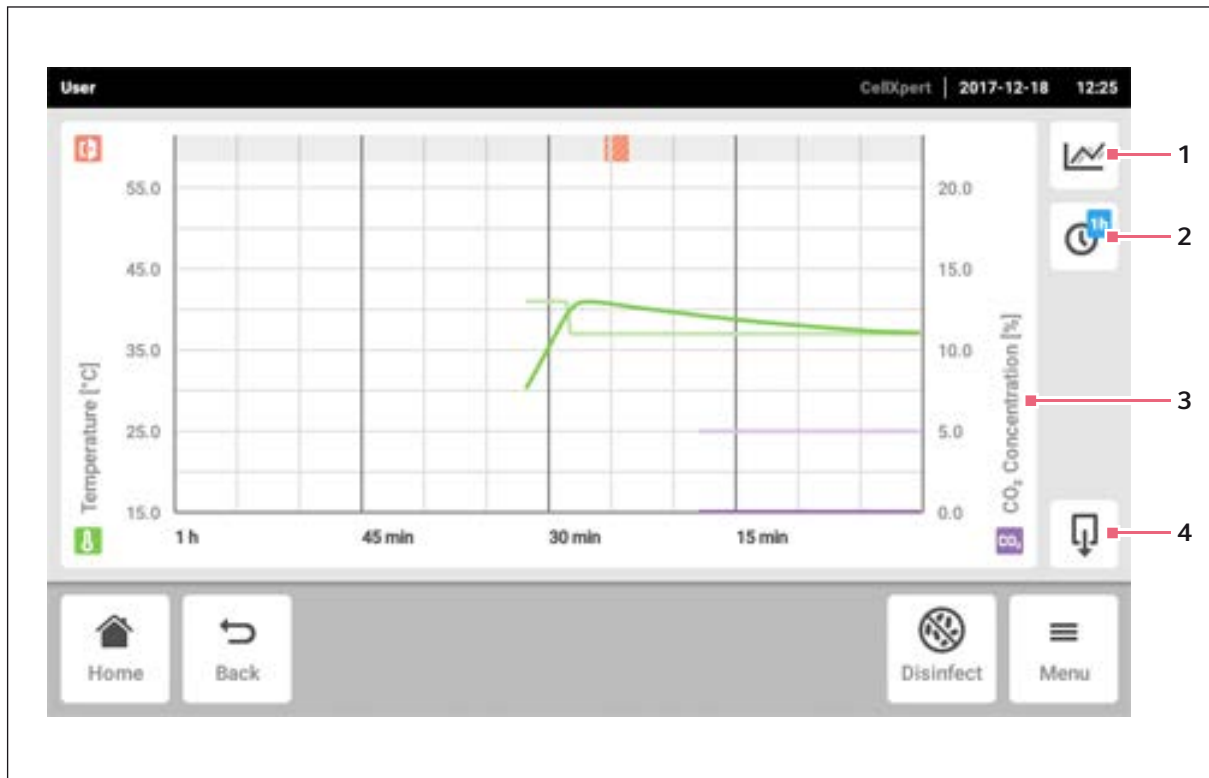 User
CellXpert | 2017-12-18 12:25
1
55.0
20.0
1h
2
45.0
15.0
35.0
10.0
Temperature [°C]
CO₂ Concentration [%]
3
25.0
5.0
15.0
0.0
1 h
45 min
30 min
15 min
CO₂
4
Home
Back
Disinfect
Menu